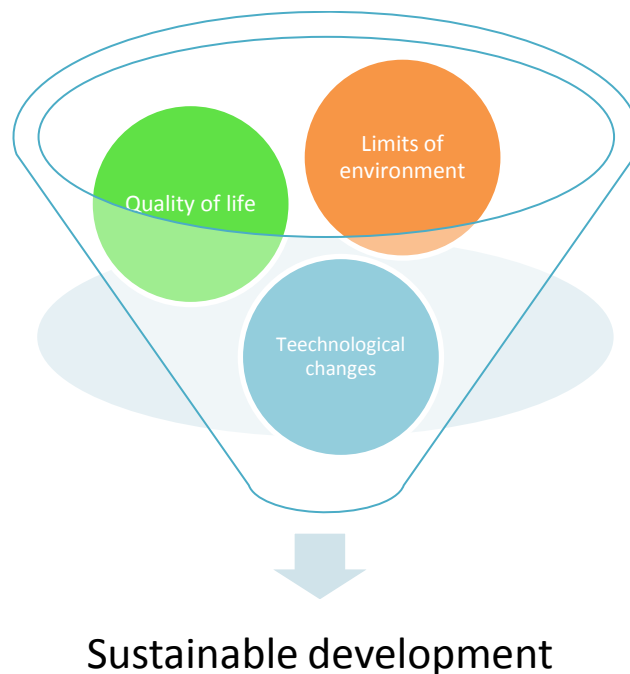 Limits of
environment
Quality of life
Teechnological
changes
Sustainable development